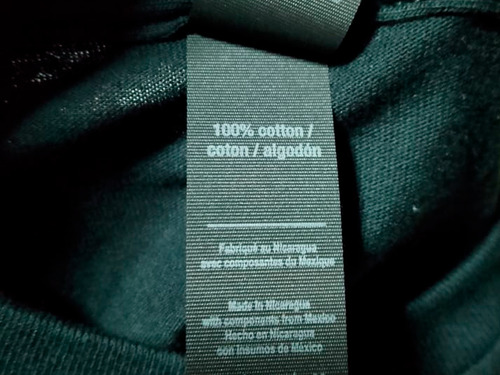 100% cotton /
coton / algodón
Fabriqué au Nicaragua
avec composantes du Mexique
Made in Nicaragua
with components from Mexico
Hecho en Nicaragua
con insumos de México